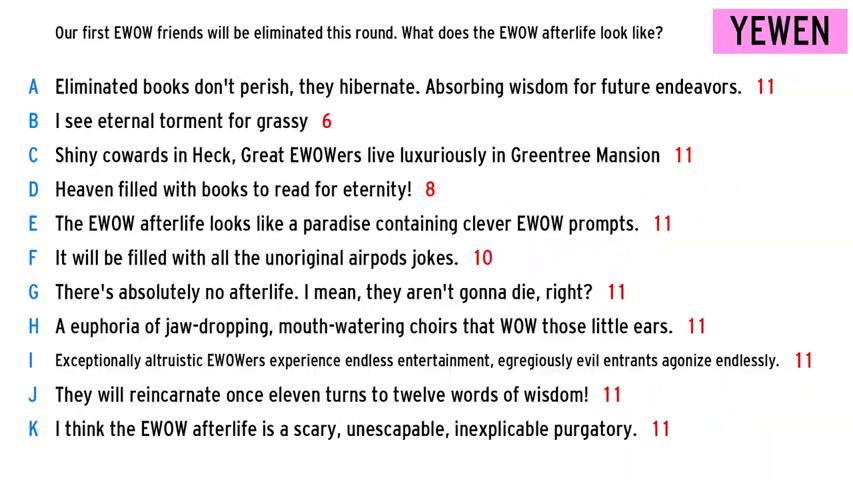 Our first EWOW friends will be eliminated this round. What does the EWOW afterlife look like?
YEWEN
A Eliminated books don't perish, they hibernate. Absorbing wisdom for future endeavors. 11
B I see eternal torment for grassy 6
C Shiny cowards in Heck, Great EWOWers live luxuriously in Greentree Mansion 11
D Heaven filled with books to read for eternity! 8
E The EWOW afterlife looks like a paradise containing clever EWOW prompts. 11
F It will be filled with all the unoriginal airpods jokes. 10
G There's absolutely no afterlife. I mean, they aren't gonna die, right? 11
H A euphoria of jaw-dropping, mouth-watering choirs that WOW those little ears. 11
I Exceptionally altruistic EWOWers experience endless entertainment, egregiously evil entrants agonize endlessly. 11
J They will reincarnate once eleven turns to twelve words of wisdom! 11
K I think the EWOW afterlife is a scary, unescapable, inexplicable purgatory. 11